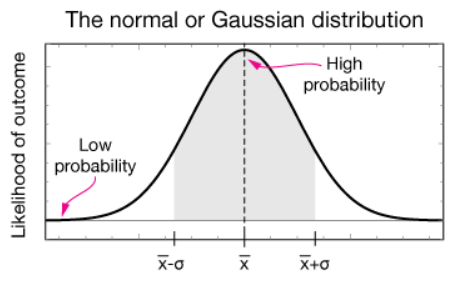 The normal or Gaussian distribution
Likelihood of outcome
High
probability
Low
probability
x̅-σ
x̅
x̅+σ